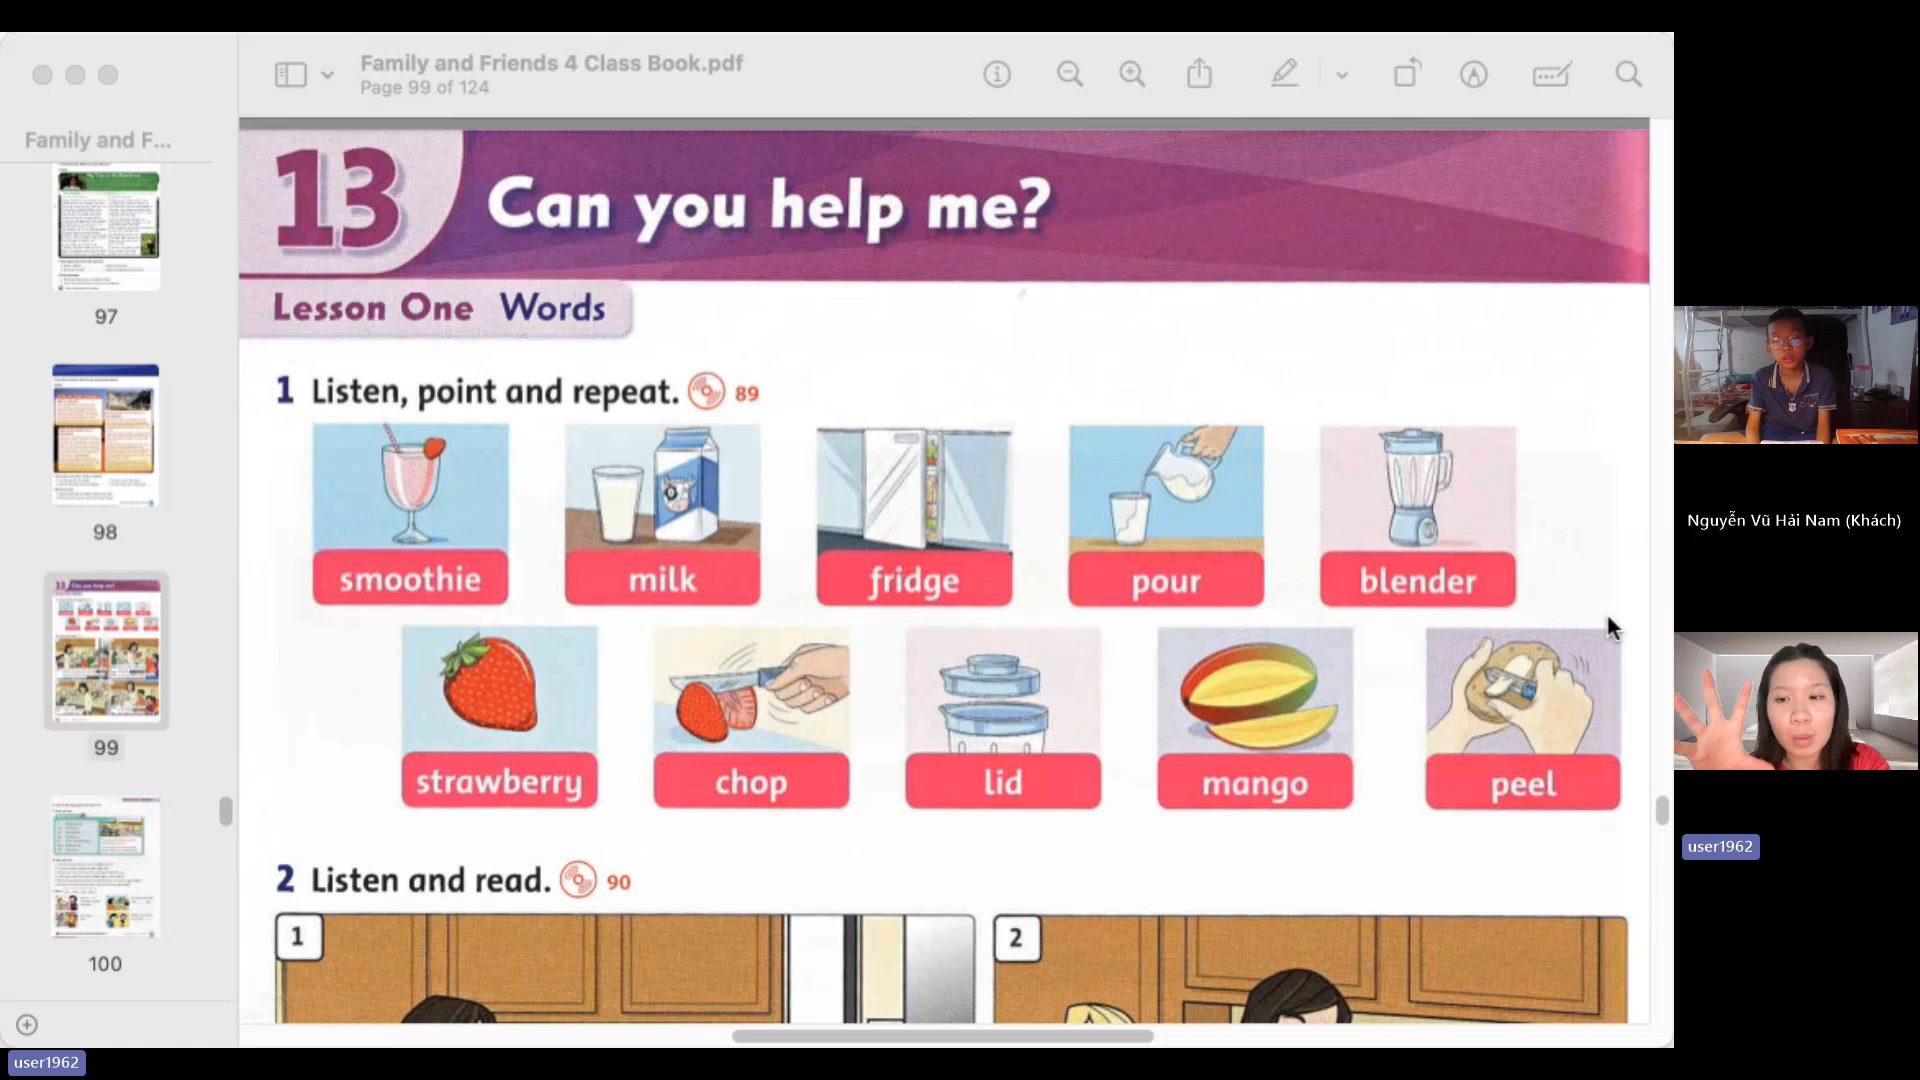 Family and Friends 4 Class Book.pdf
Page 99 of 124
Family and F...
97
98
99
100
13 Can you help me?
Lesson One Words
1 Listen, point and repeat. 89
smoothie milk fridge pour blender
strawberry chop lid mango peel
2 Listen and read. 90
1 2
Nguyễn Vũ Hải Nam (Khách)
user1962
user1962